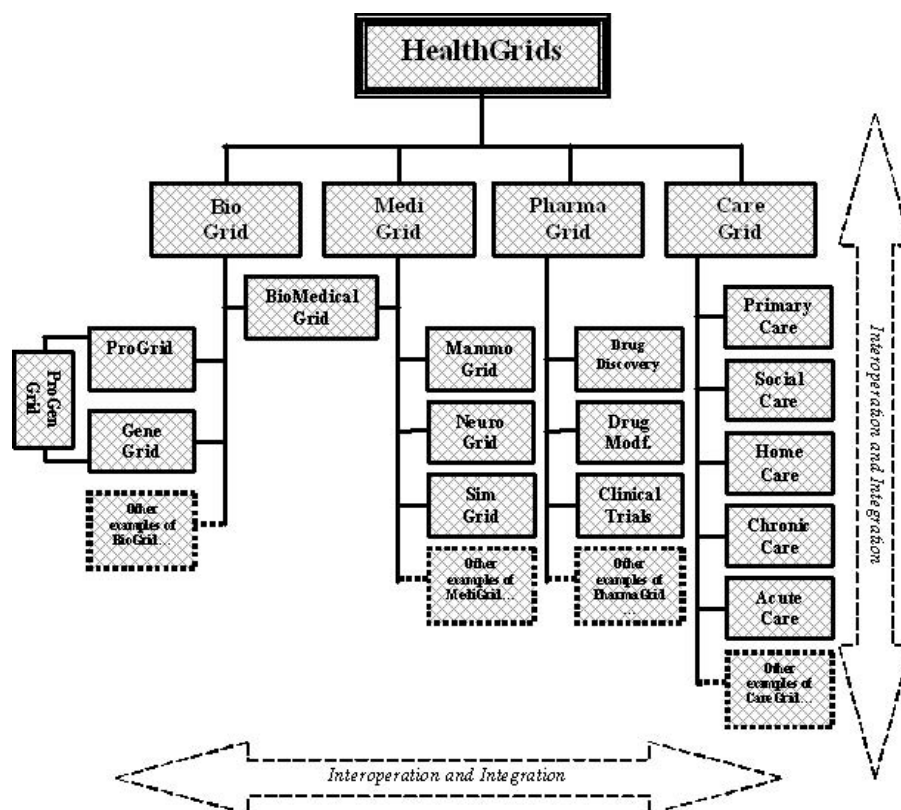 HealthGrids
Bio
Grid
Medi
Grid
Pharma
Grid
Care
Grid
BioMedical
Grid
ProGrid
ProGen
Grid
Gene
Grid
Other
examples of
BioGrid...
Mammo
Grid
Neuro
Grid
Sim
Grid
Other
examples of
MediGrid...
Drug
Discovery
Drug
Modf.
Clinical
Trials
Other
examples of
PharmaGrid
...
Primary
Care
Social
Care
Home
Care
Chronic
Care
Acute
Care
Other
examples of
CareGrid...
Interoperation and Integration
Interoperation and Integration